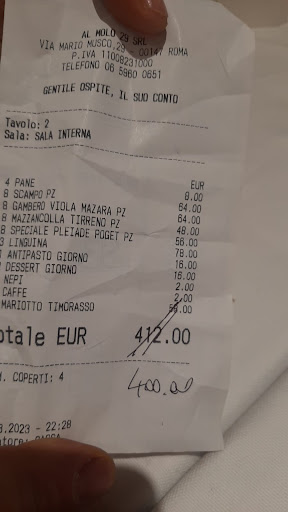 AL MOLO 29 SRL
VIA MARIO MUSCO,29 - 00147 ROMA
P.IVA 11008231000
TELEFONO 06 5960 0651
GENTILE OSPITE, IL SUO CONTO
Tavolo: 2
Sala: SALA INTERNA
EUR
4 PANE 8.00
8 SCAMPO PZ 64.00
8 GAMBERO VIOLA MAZARA PZ 64.00
8 MAZZANCOLLA TIRRENO PZ 48.00
8 SPECIALE PLEIADE POGET PZ 56.00
3 LINGUINA 78.00
ANTIPASTO GIORNO 16.00
DESSERT GIORNO 16.00
NEPI 2.00
CAFFE 2.00
MARIOTTO TIMORASSO 58.00
otale EUR 412.00
. COPERTI: 4
400.00
.2023 - 22:28